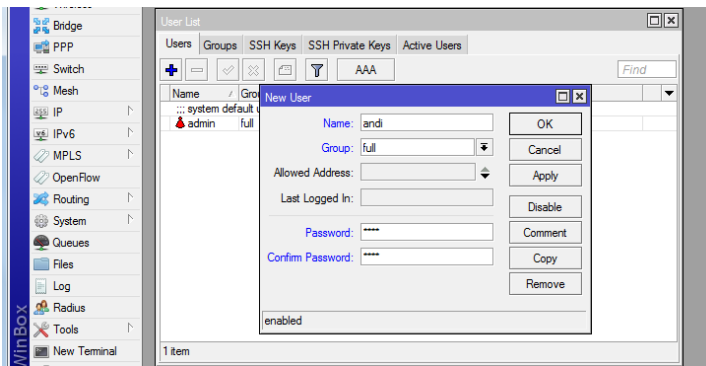 Bridge
PPP
Switch
Mesh
IP
IPv6
MPLS
OpenFlow
Routing
System
Queues
Files
Log
Radius
Tools
New Terminal
WinBox
User List
Users Groups SSH Keys SSH Private Keys Active Users
AAA
Find
Name
;;; system default
admin full
New User
Name: andi
Group: full
Allowed Address:
Last Logged In:
Password: ****
Confirm Password: ****
OK
Cancel
Apply
Disable
Comment
Copy
Remove
enabled
1 item